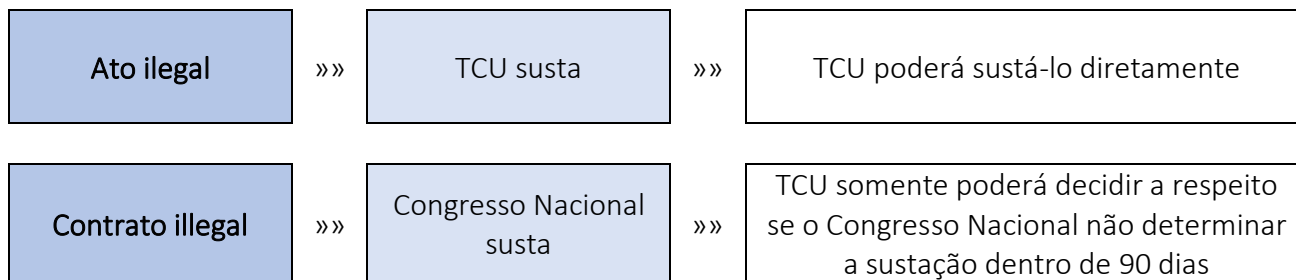 Ato ilegal »» TCU susta »» TCU poderá sustá-lo diretamente
Contrato illegal »» Congresso Nacional
susta »» TCU somente poderá decidir a respeito
se o Congresso Nacional não determinar
a sustação dentro de 90 dias